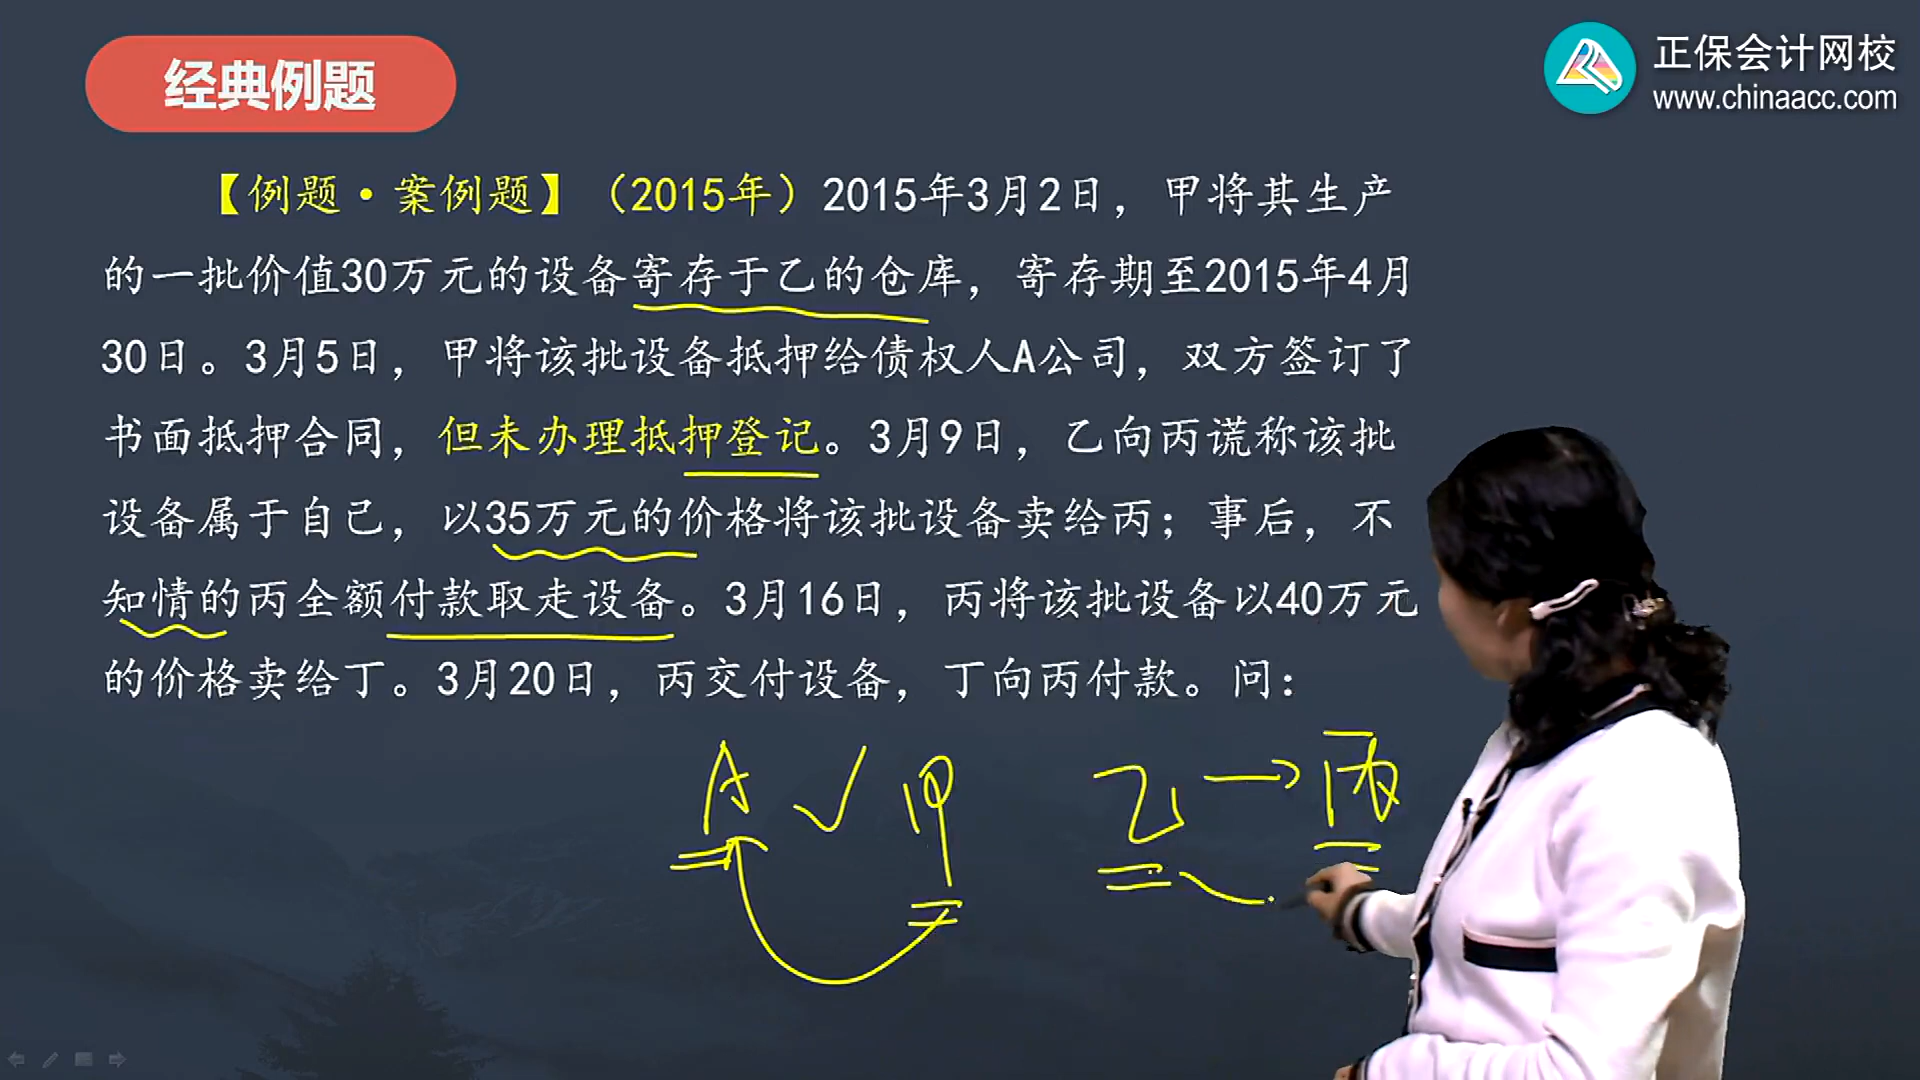 经典例题
正保会计网校
www.chinaacc.com
【例题·案例题】（2015年）2015年3月2日，甲将其生产
的一批价值30万元的设备寄存于乙的仓库，寄存期至2015年4月
30日。3月5日，甲将该批设备抵押给债权人A公司，双方签订了
书面抵押合同，但未办理抵押登记。3月9日，乙向丙谎称该批
设备属于自己，以35万元的价格将该批设备卖给丙；事后，不
知情的丙全额付款取走设备。3月16日，丙将该批设备以40万元
的价格卖给丁。3月20日，丙交付设备，丁向丙付款。问：
A 甲 乙 → 丙